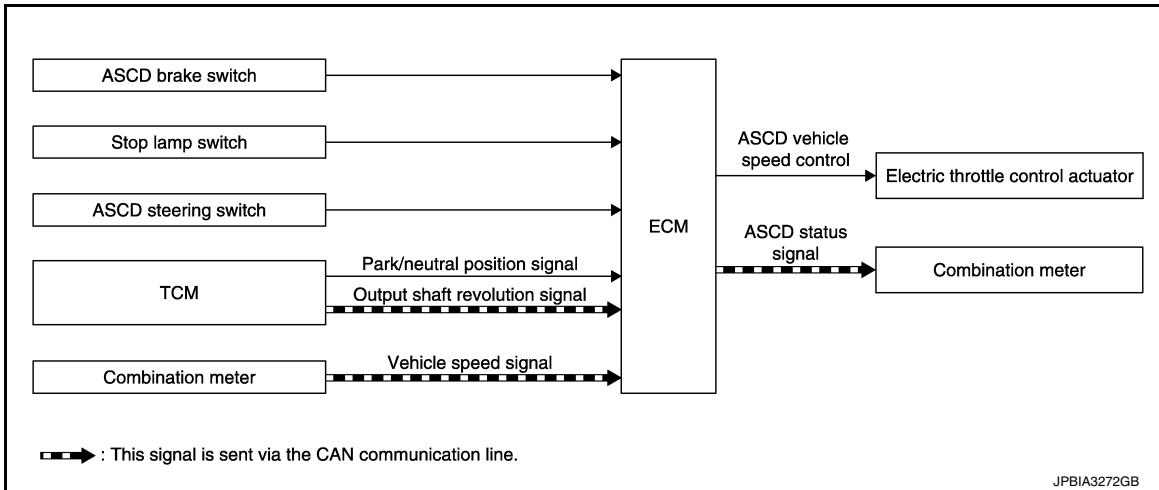 ASCD brake switch
Stop lamp switch
ASCD steering switch
TCM
Park/neutral position signal
Output shaft revolution signal
Combination meter
Vehicle speed signal
ECM
ASCD vehicle
speed control
Electric throttle control actuator
ASCD status
signal
Combination meter
: This signal is sent via the CAN communication line.
JPBIA3272GB